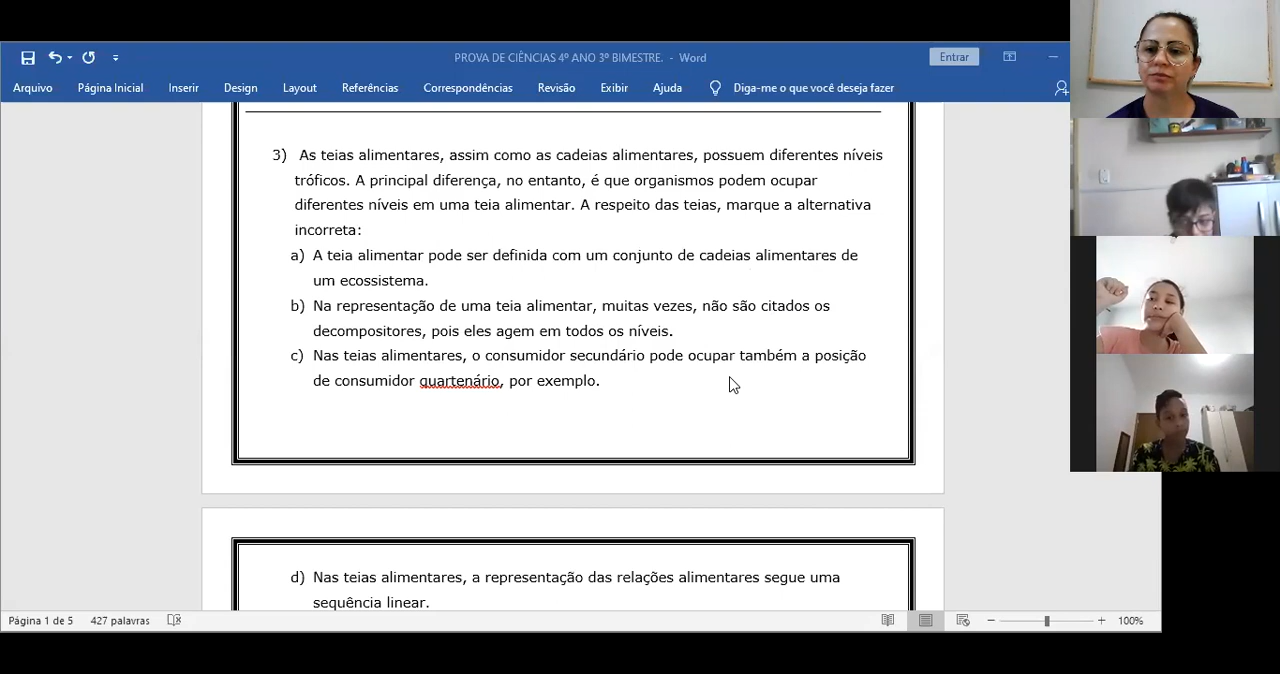 PROVA DE CIÊNCIAS 4º ANO 3º BIMESTRE. - Word
Entrar
Arquivo Página Inicial Inserir Design Layout Referências Correspondências Revisão Exibir Ajuda Diga-me o que você deseja fazer
3) As teias alimentares, assim como as cadeias alimentares, possuem diferentes níveis
tróficos. A principal diferença, no entanto, é que organismos podem ocupar
diferentes níveis em uma teia alimentar. A respeito das teias, marque a alternativa
incorreta:
a) A teia alimentar pode ser definida com um conjunto de cadeias alimentares de
um ecossistema.
b) Na representação de uma teia alimentar, muitas vezes, não são citados os
decompositores, pois eles agem em todos os níveis.
c) Nas teias alimentares, o consumidor secundário pode ocupar também a posição
de consumidor quartenário, por exemplo.
d) Nas teias alimentares, a representação das relações alimentares segue uma
sequência linear.
Página 1 de 5 427 palavras 100%